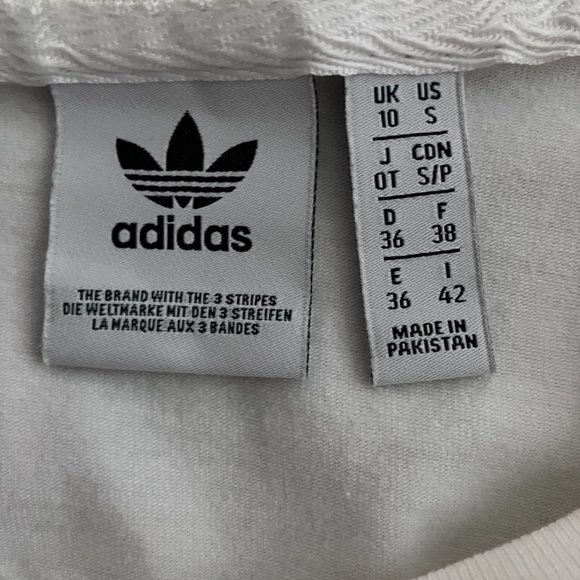 adidas
THE BRAND WITH THE 3 STRIPES
DIE WELTMARKE MIT DEN 3 STREIFEN
LA MARQUE AUX 3 BANDES
UK US
10 S
J CDN
OT S/P
D F
36 38
E I
36 42
MADE IN
PAKISTAN